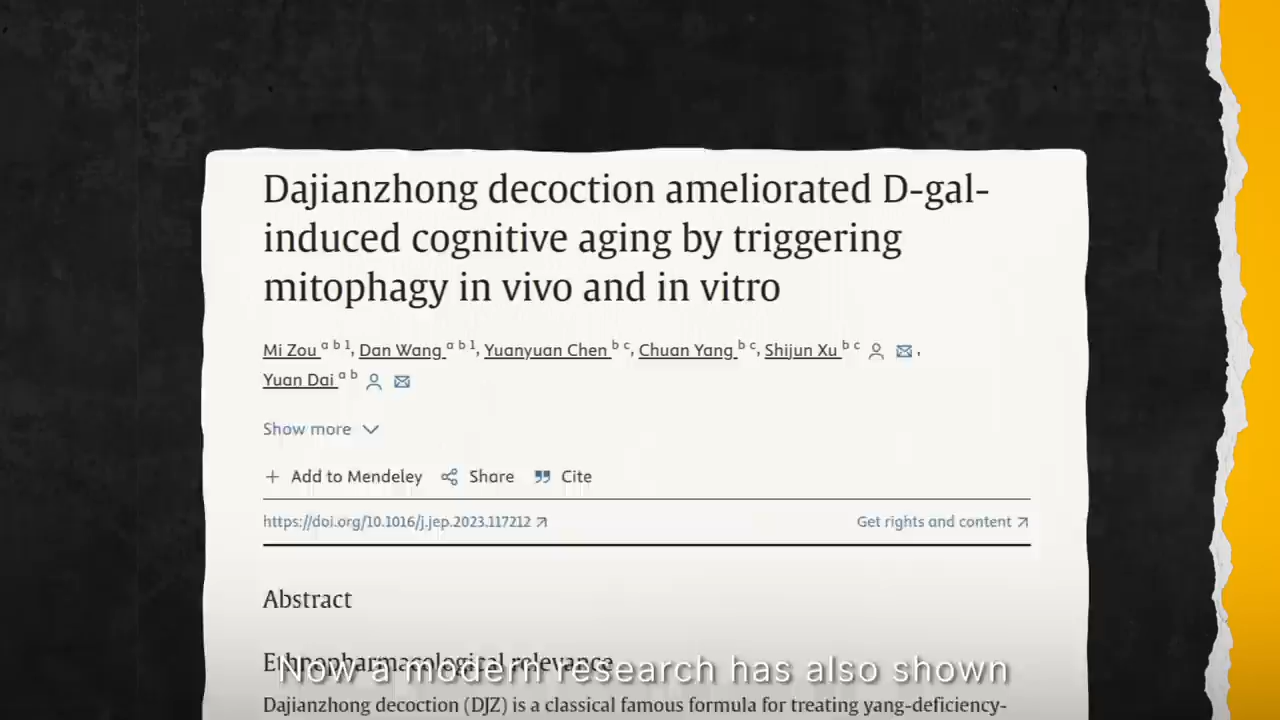 Dajianzhong decoction ameliorated D-gal-
induced cognitive aging by triggering
mitophagy in vivo and in vitro
Mi Zou a b 1, Dan Wang a b 1, Yuanyuan Chen b c, Chuan Yang b c, Shijun Xu b c ,
Yuan Dai a b
Show more
Add to Mendeley Share Cite
https://doi.org/10.1016/j.jep.2023.117212 Get rights and content
Abstract
Ethnopharmacological relevance
Now a modern research has also shown
Dajianzhong decoction (DJZ) is a classical famous formula for treating yang-deficiency-